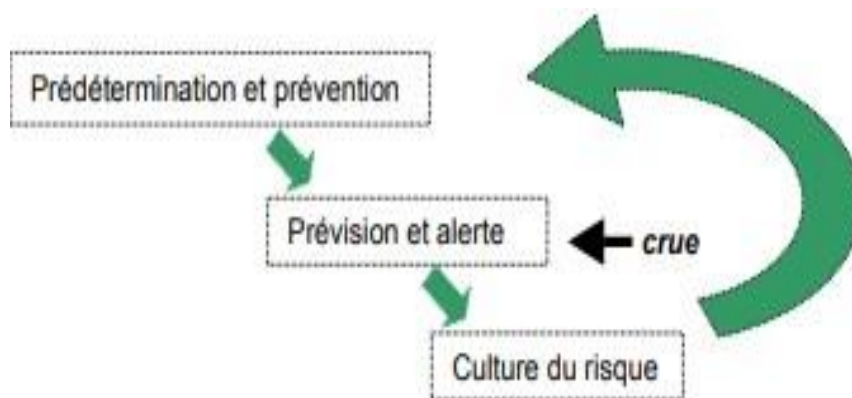 Prédétermination et prévention
Prévision et alerte
crue
Culture du risque